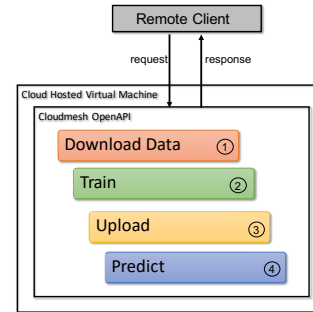 Remote Client
request response
Cloud Hosted Virtual Machine
Cloudmesh OpenAPI
Download Data ①
Train ②
Upload ③
Predict ④